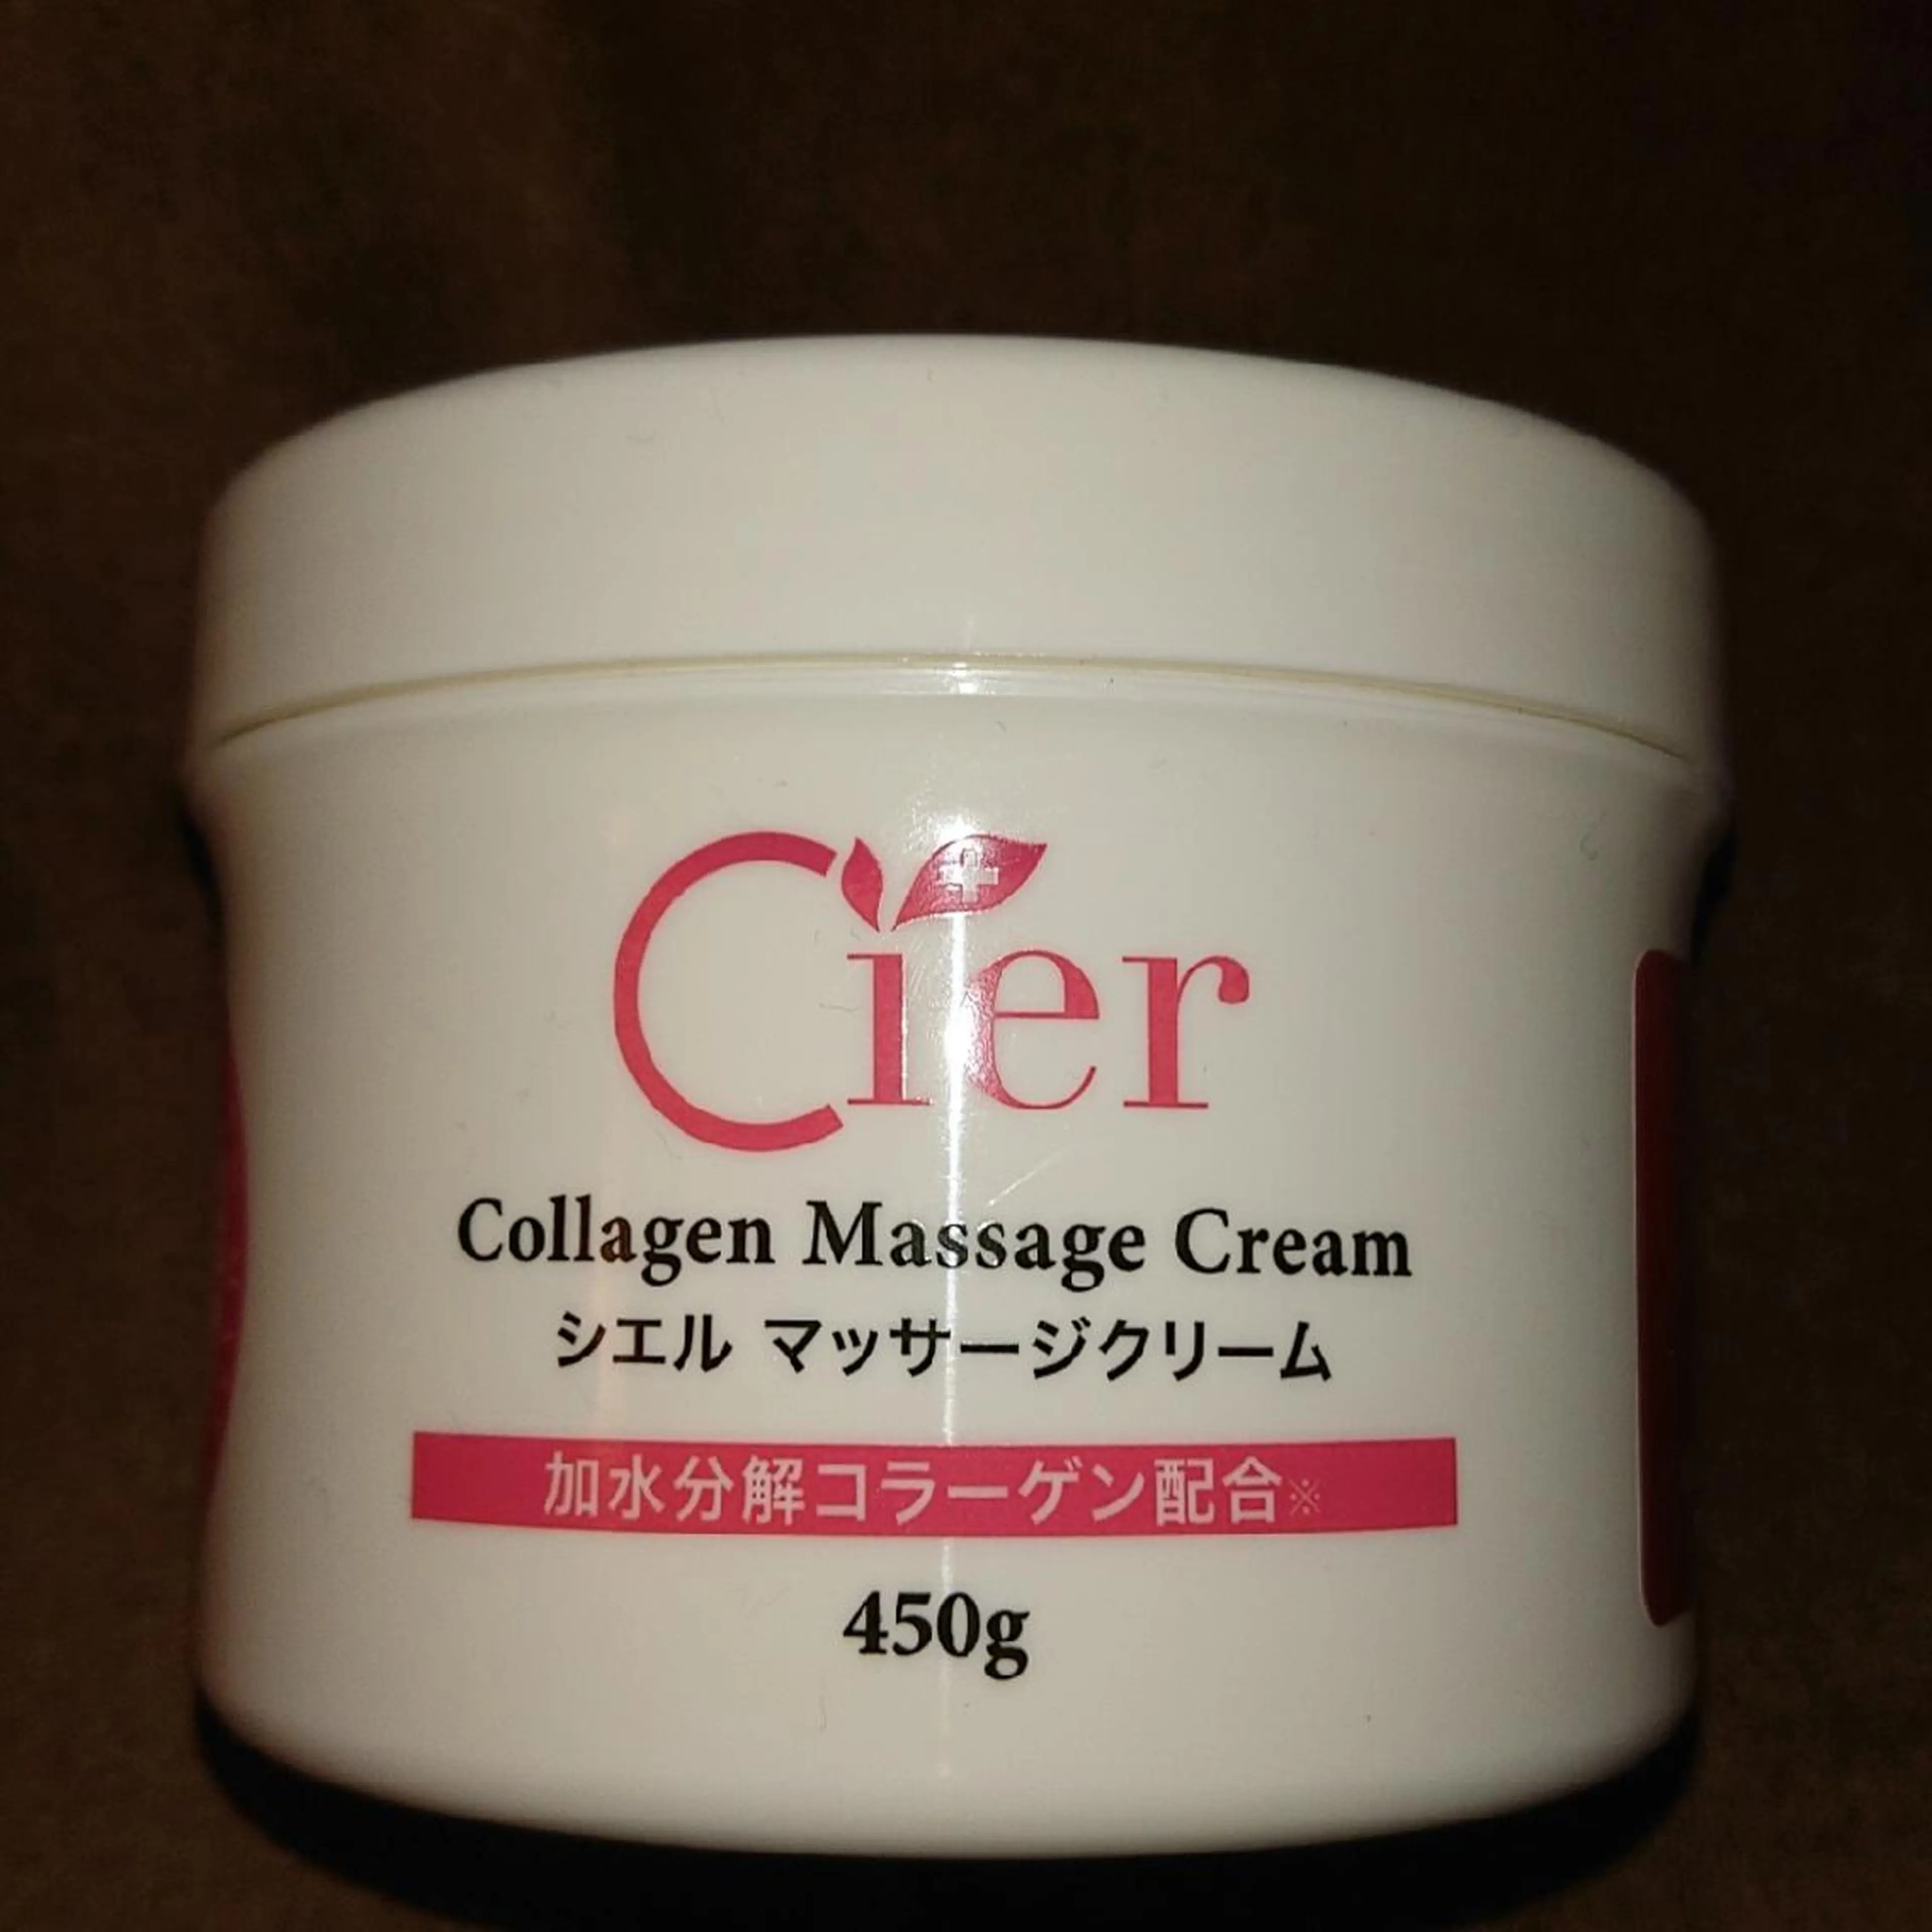 Cier
Collagen Massage Cream
シエル マッサージクリーム
加水分解コラーゲン配合※
450g